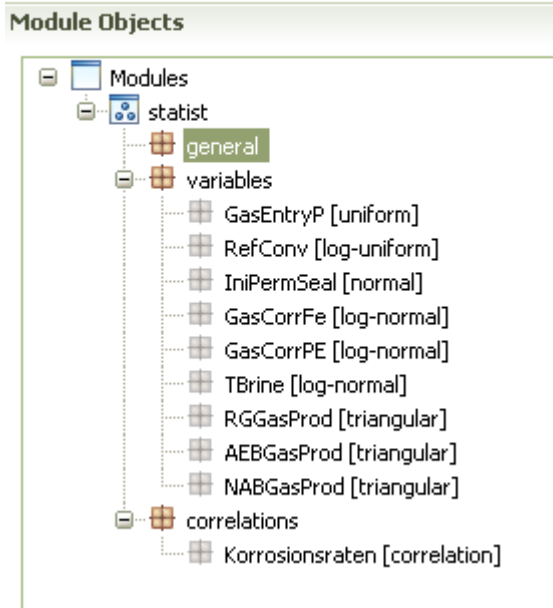 Module Objects
Modules
statist
general
variables
GasEntryP [uniform]
RefConv [log-uniform]
IniPermSeal [normal]
GasCorrFe [log-normal]
GasCorrPE [log-normal]
TBrine [log-normal]
RGGasProd [triangular]
AEBGasProd [triangular]
NABGasProd [triangular]
correlations
Korrosionsraten [correlation]